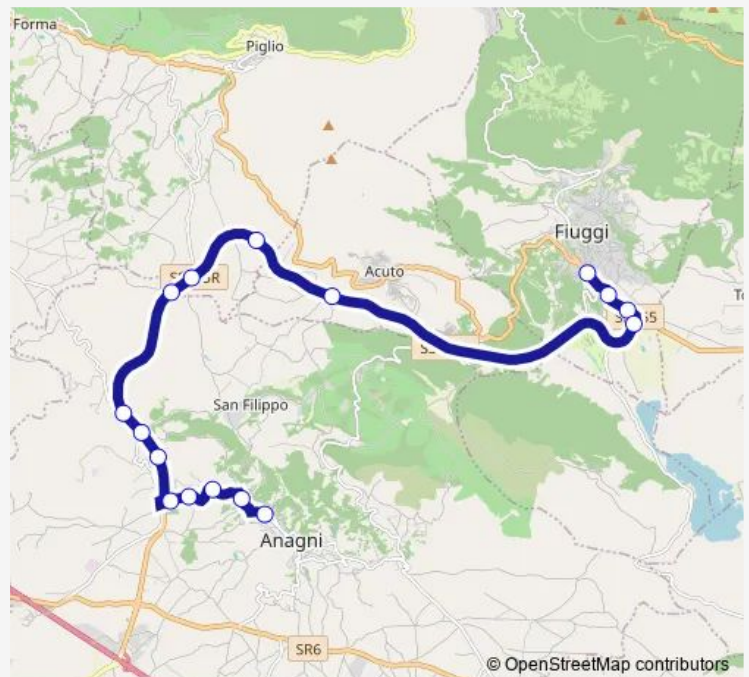 Forma
Piglio
Fiuggi
Acuto
San Filippo
Anagni
SR6
© OpenStreetMap contributors